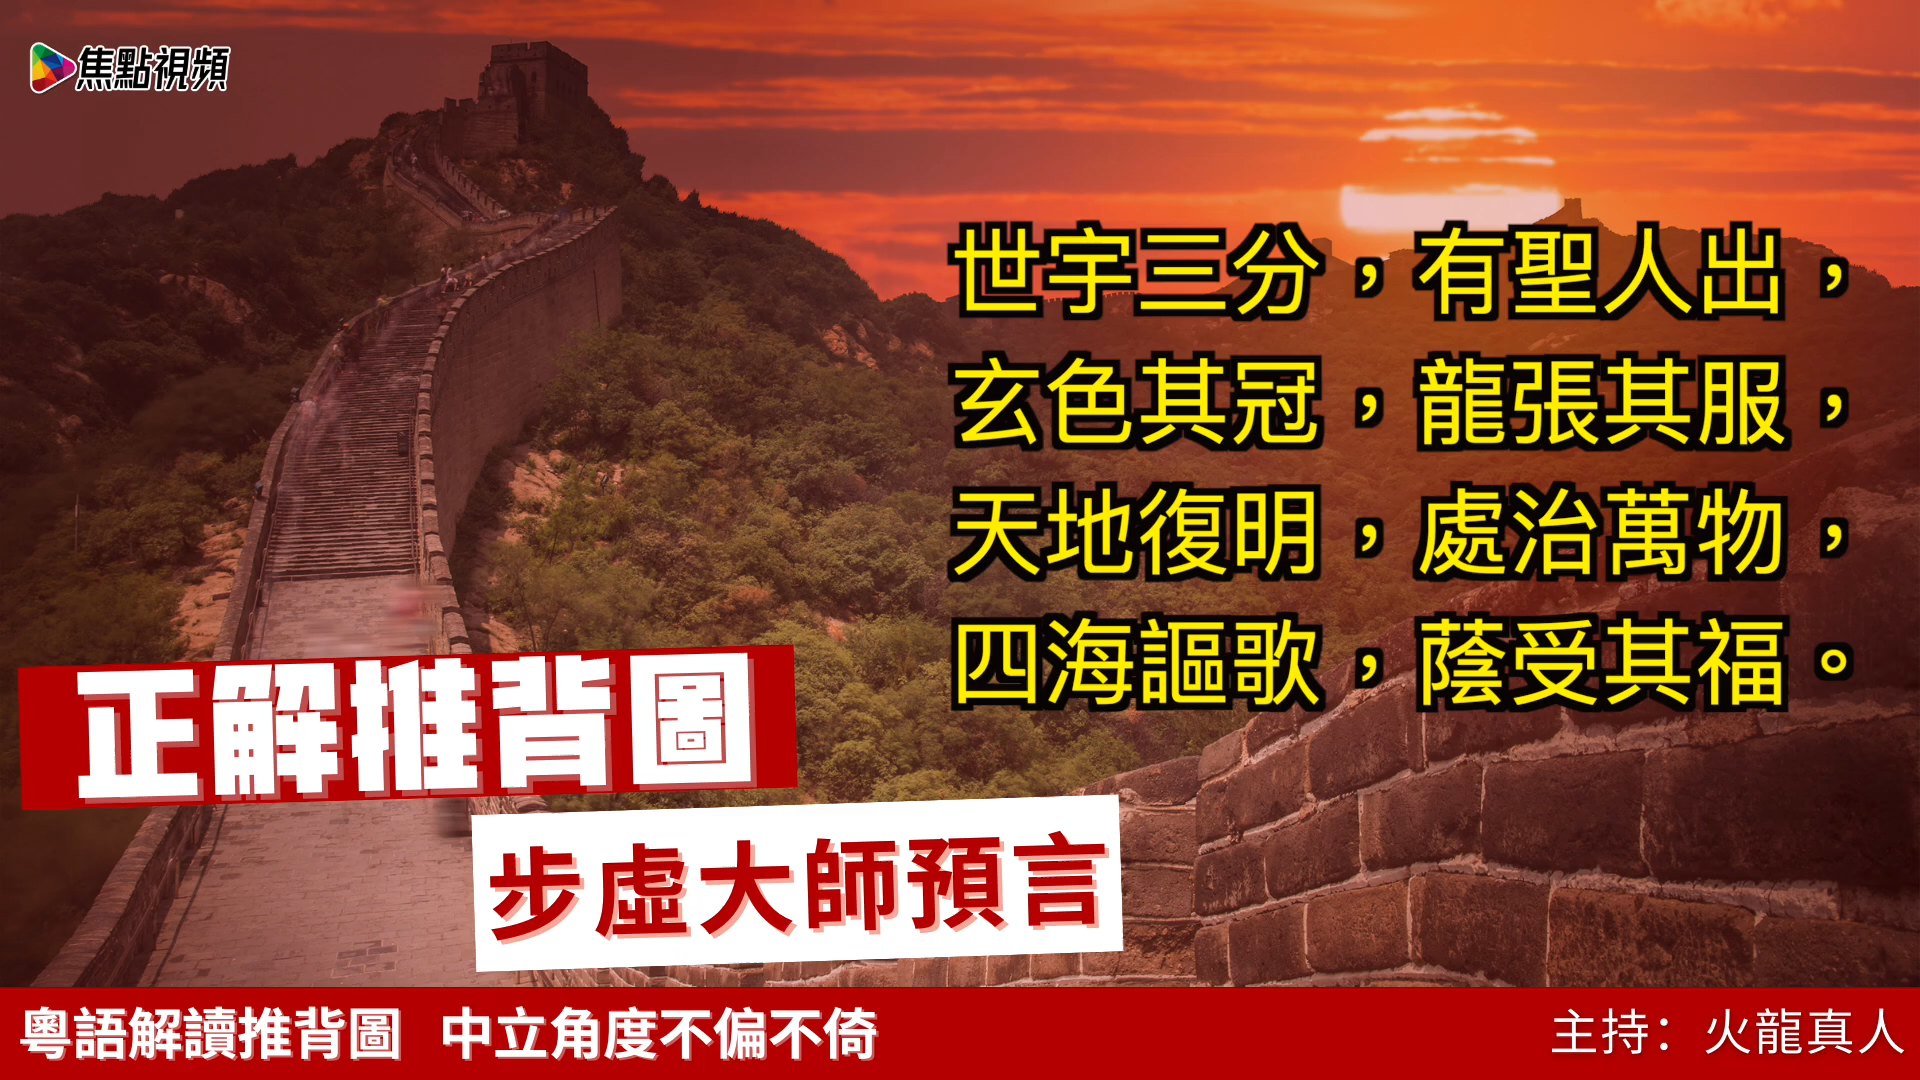 焦點視頻
世宇三分，有聖人出，
玄色其冠，龍張其服，
天地復明，處治萬物，
四海謳歌，蔭受其福。
正解推背圖
步虛大師預言
粵語解讀推背圖 中立角度不偏不倚
主持：火龍真人